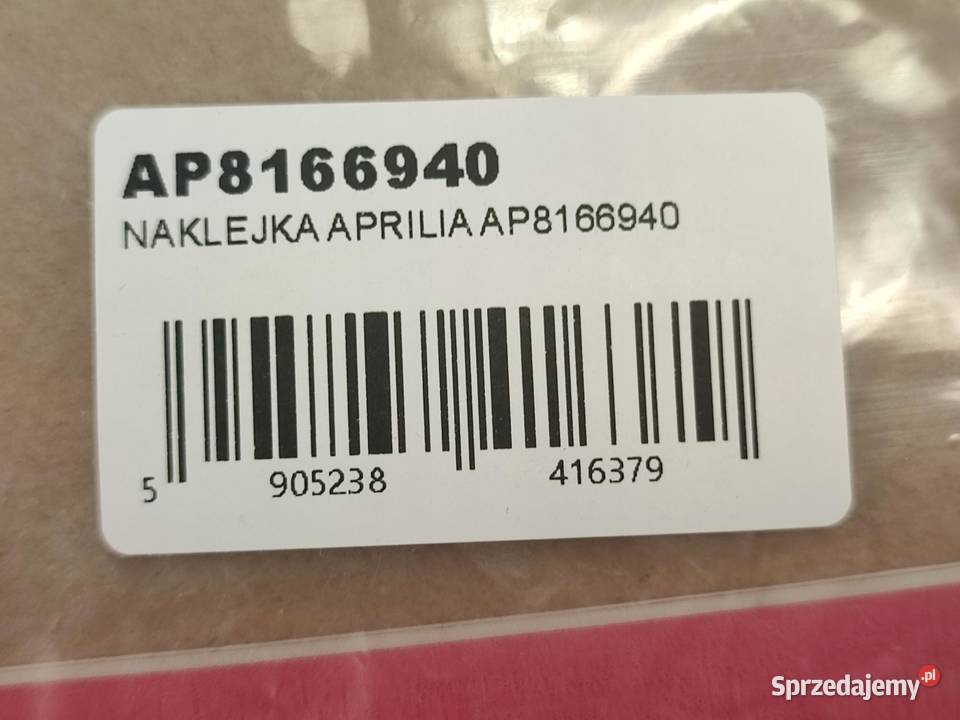 AP8166940
NAKLEJKA APRILIA AP8166940
5 905238 416379
Sprzedajemy.pl